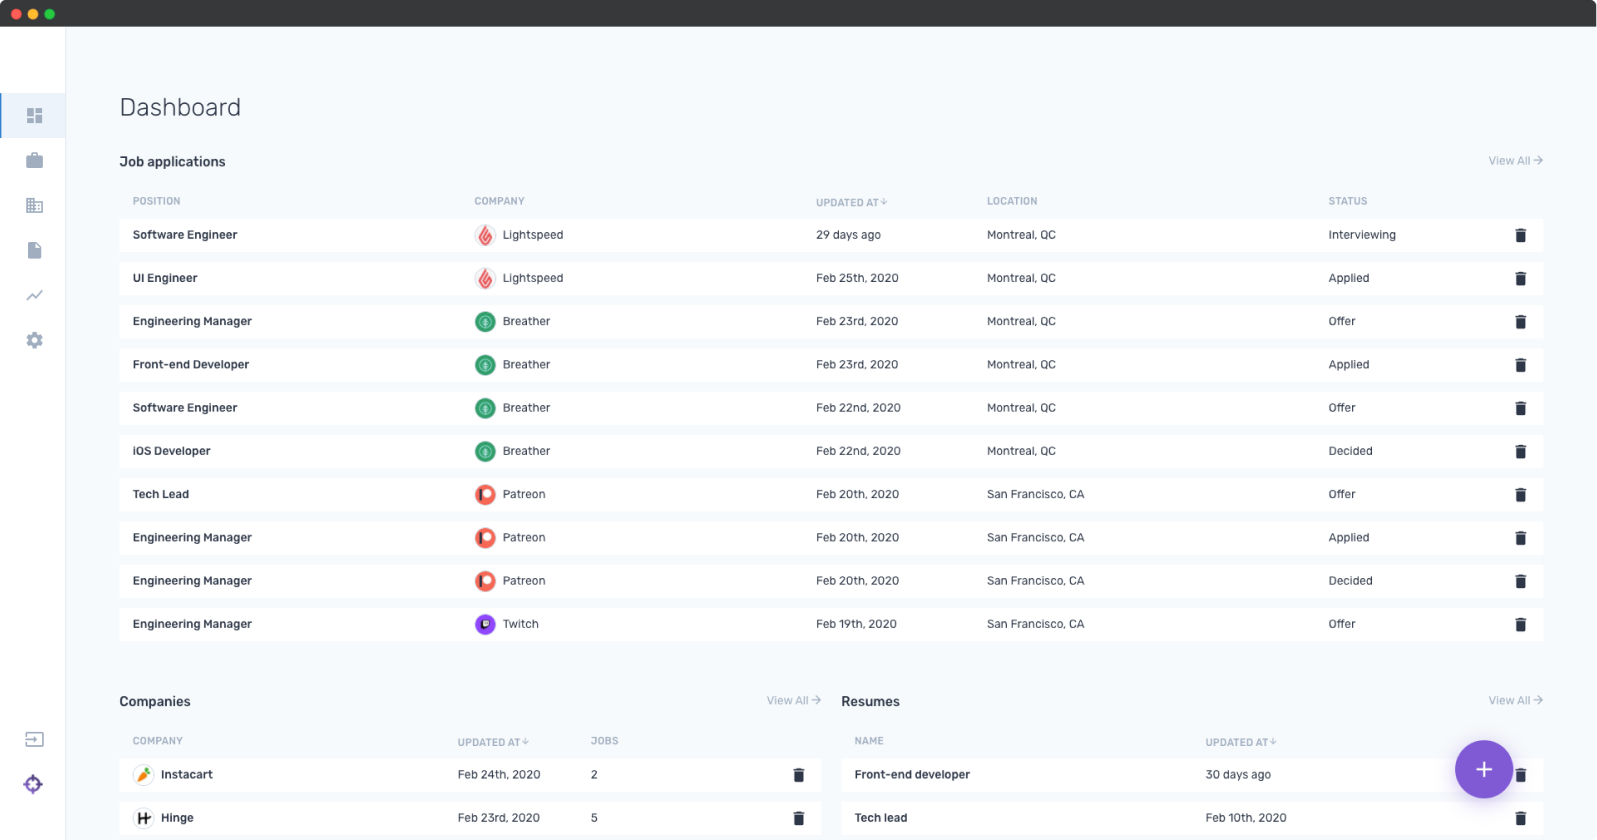 Dashboard
Job applications
View All
POSITION COMPANY UPDATED AT LOCATION STATUS
Software Engineer Lightspeed 29 days ago Montreal, QC Interviewing
UI Engineer Lightspeed Feb 25th, 2020 Montreal, QC Applied
Engineering Manager Breather Feb 23rd, 2020 Montreal, QC Offer
Front-end Developer Breather Feb 23rd, 2020 Montreal, QC Applied
Software Engineer Breather Feb 22nd, 2020 Montreal, QC Offer
iOS Developer Breather Feb 22nd, 2020 Montreal, QC Decided
Tech Lead Patreon Feb 20th, 2020 San Francisco, CA Offer
Engineering Manager Patreon Feb 20th, 2020 San Francisco, CA Applied
Engineering Manager Patreon Feb 20th, 2020 San Francisco, CA Decided
Engineering Manager Twitch Feb 19th, 2020 San Francisco, CA Offer
Companies
View All
COMPANY UPDATED AT JOBS
Instacart Feb 24th, 2020 2
Hinge Feb 23rd, 2020 5
Resumes
View All
NAME UPDATED AT
Front-end developer 30 days ago
Tech lead Feb 10th, 2020